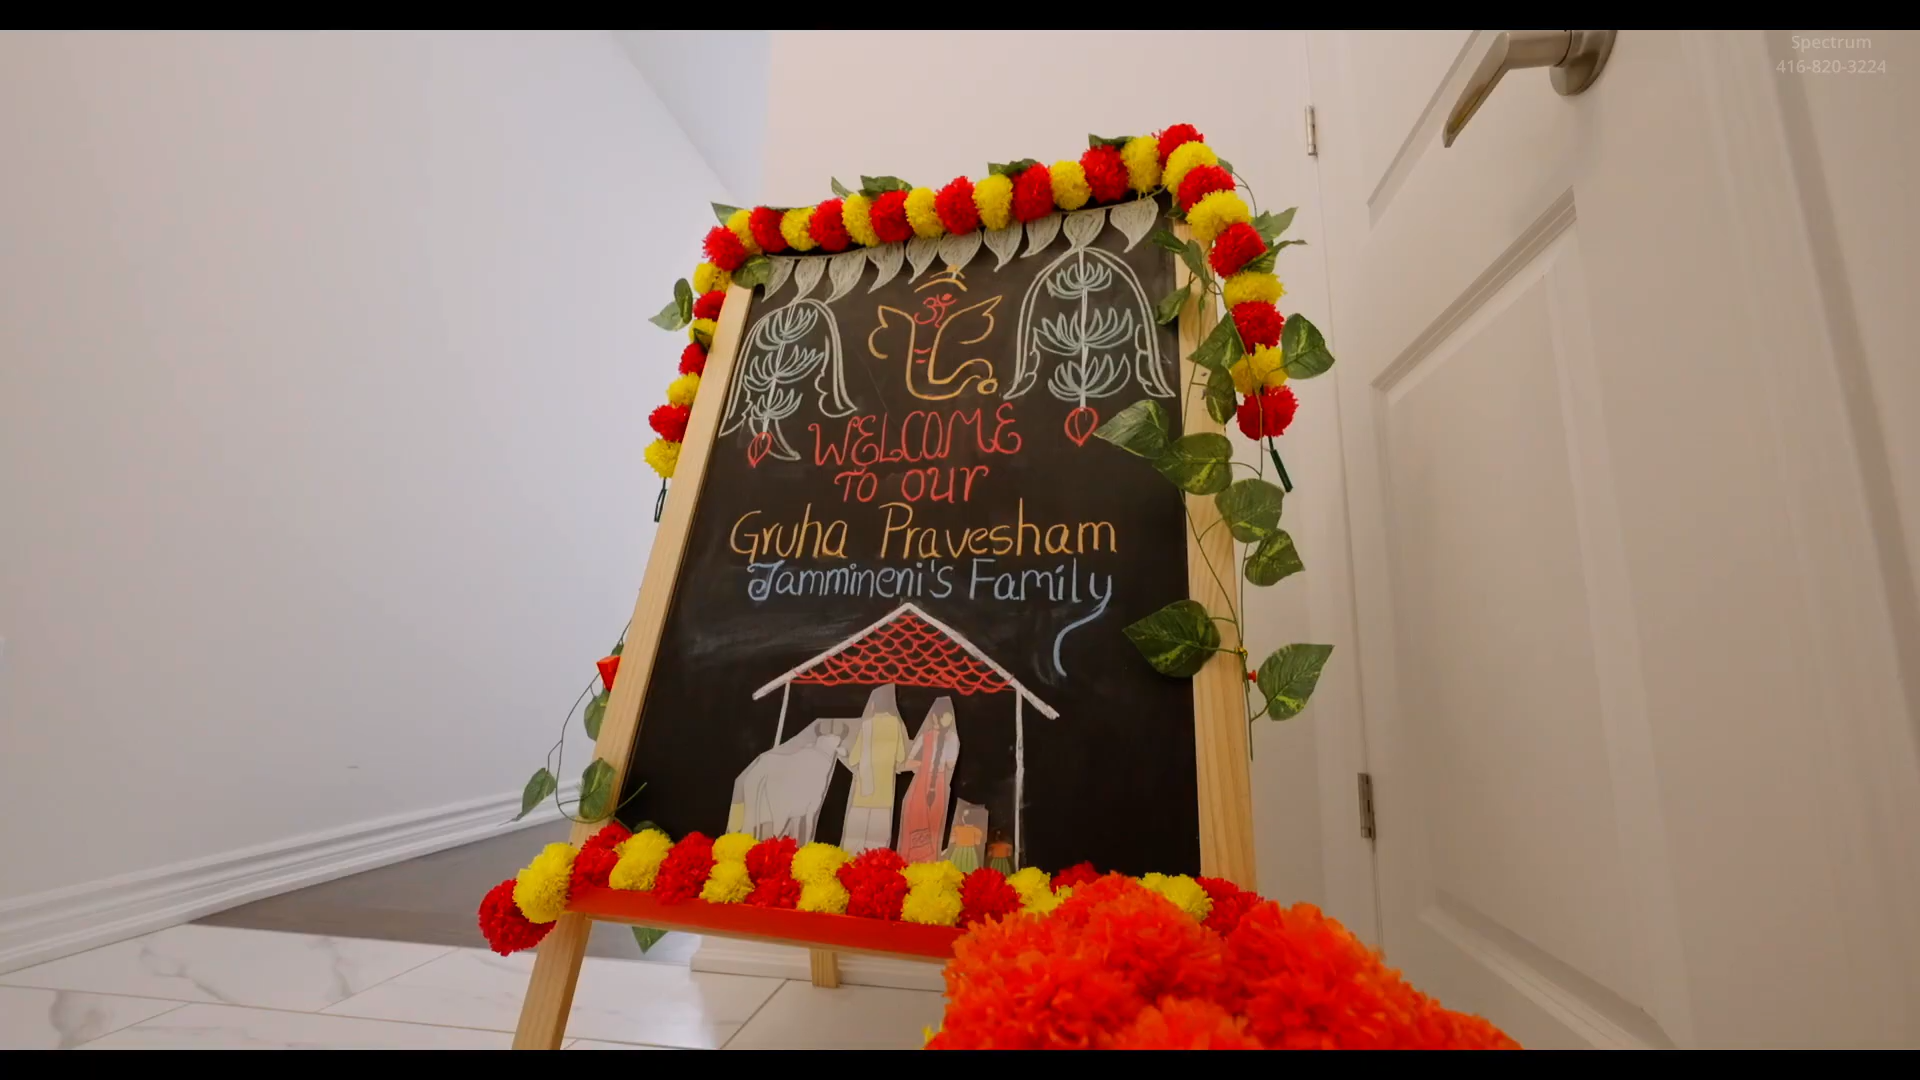 Spectrum
416-820-3224
ॐ
WELCOME
TO OUR
Gruha Pravesham
Jammineni's Family